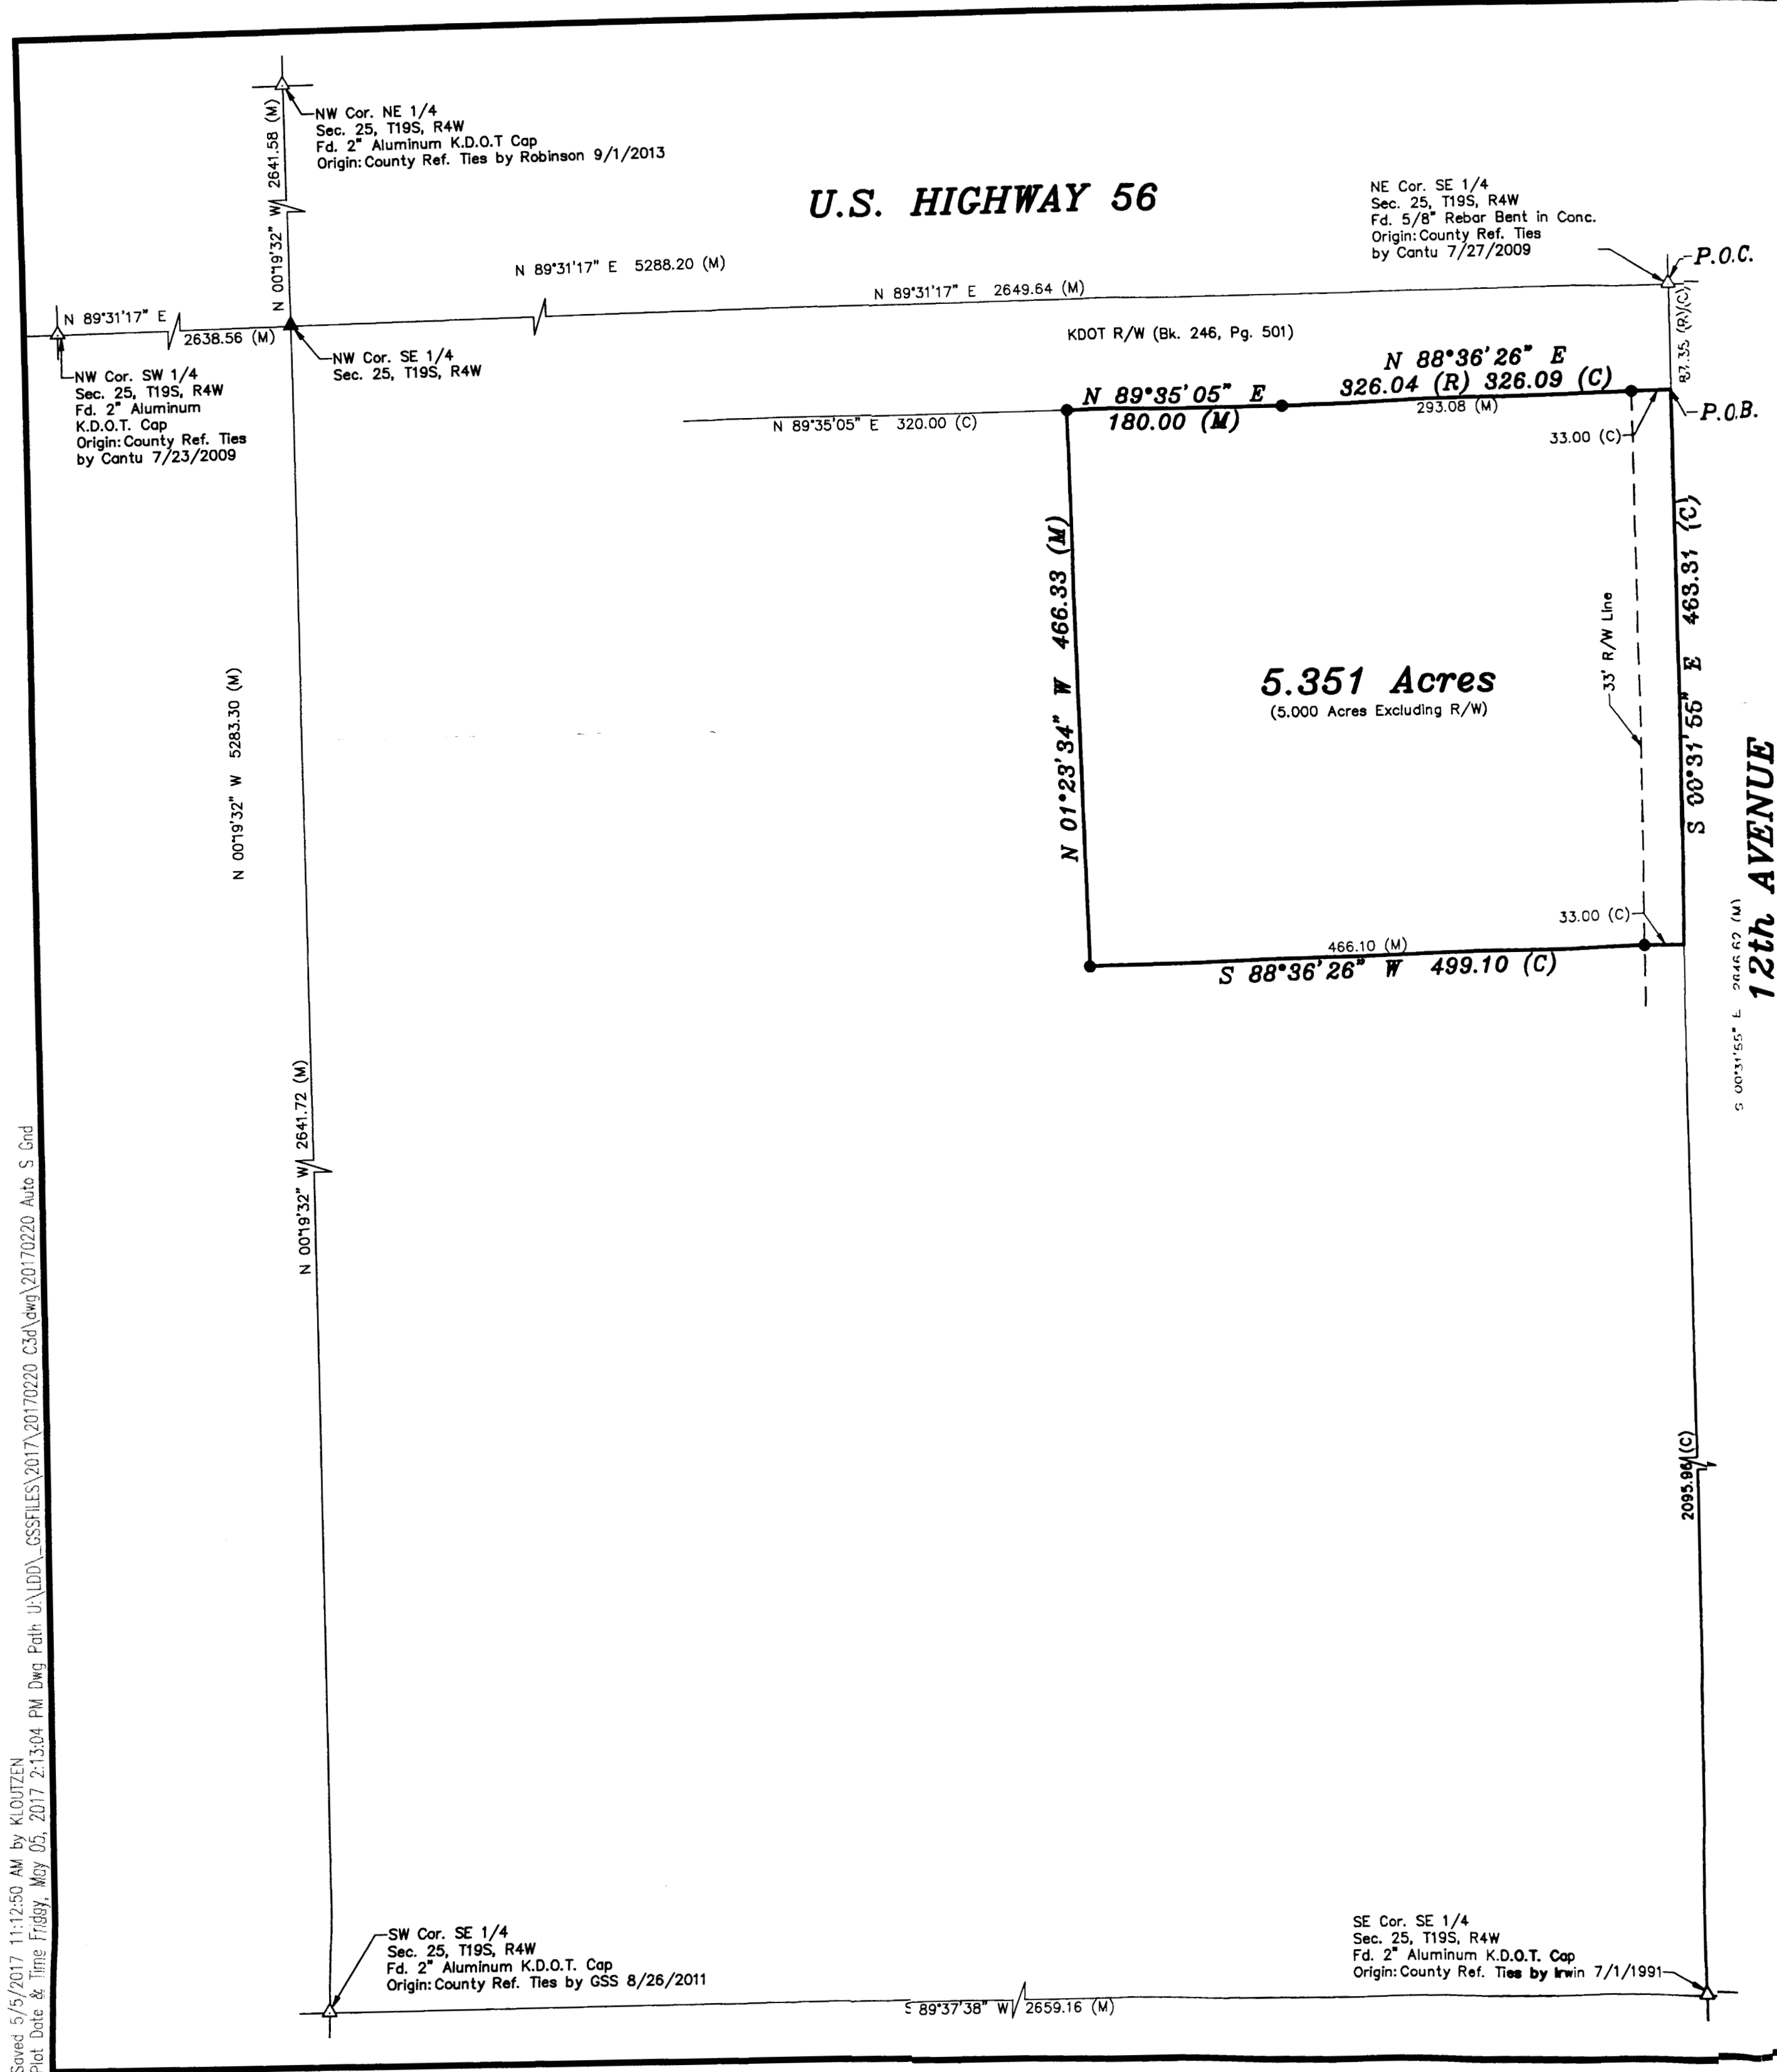 NW Cor. NE 1/4
Sec. 25, T19S, R4W
Fd. 2" Aluminum K.D.O.T Cap
Origin: County Ref. Ties by Robinson 9/1/2013
N 00°19'32" W 2641.58 (M)
U.S. HIGHWAY 56
NE Cor. SE 1/4
Sec. 25, T19S, R4W
Fd. 5/8" Rebar Bent in Conc.
Origin: County Ref. Ties
by Cantu 7/27/2009
P.O.C.
N 89°31'17" E 5288.20 (M)
N 89°31'17" E 2649.64 (M)
N 89°31'17" E
2638.56 (M)
87.35 (R)(C)
KDOT R/W (Bk. 246, Pg. 501)
NW Cor. SE 1/4
Sec. 25, T19S, R4W
NW Cor. SW 1/4
Sec. 25, T19S, R4W
Fd. 2" Aluminum
K.D.O.T. Cap
Origin: County Ref. Ties
by Cantu 7/23/2009
N 88°36'26" E
326.04 (R) 326.09 (C)
293.08 (M)
N 89°35'05" E
180.00 (M)
N 89°35'05" E 320.00 (C)
P.O.B.
33.00 (C)
N 01°23'34" W 466.33 (M)
S 00°31'55" E 463.31 (C)
33' R/W Line
5.351 Acres
(5.000 Acres Excluding R/W)
N 00°19'32" W 5283.30 (M)
12th AVENUE
S 00°31'55" E 2646.62 (M)
33.00 (C)
466.10 (M)
S 88°36'26" W 499.10 (C)
N 00°19'32" W 2641.72 (M)
2095.96 (C)
SW Cor. SE 1/4
Sec. 25, T19S, R4W
Fd. 2" Aluminum K.D.O.T. Cap
Origin: County Ref. Ties by GSS 8/26/2011
SE Cor. SE 1/4
Sec. 25, T19S, R4W
Fd. 2" Aluminum K.D.O.T. Cap
Origin: County Ref. Ties by Irwin 7/1/1991
S 89°37'38" W 2659.16 (M)
Saved 5/5/2017 11:12:50 AM by KLOUTZEN
Plot Date & Time Friday, May 05, 2017 2:13:04 PM Dwg Path U:\LDD\_GSSFILES\2017\20170220 C3d\dwg\20170220 Auto S Gnd